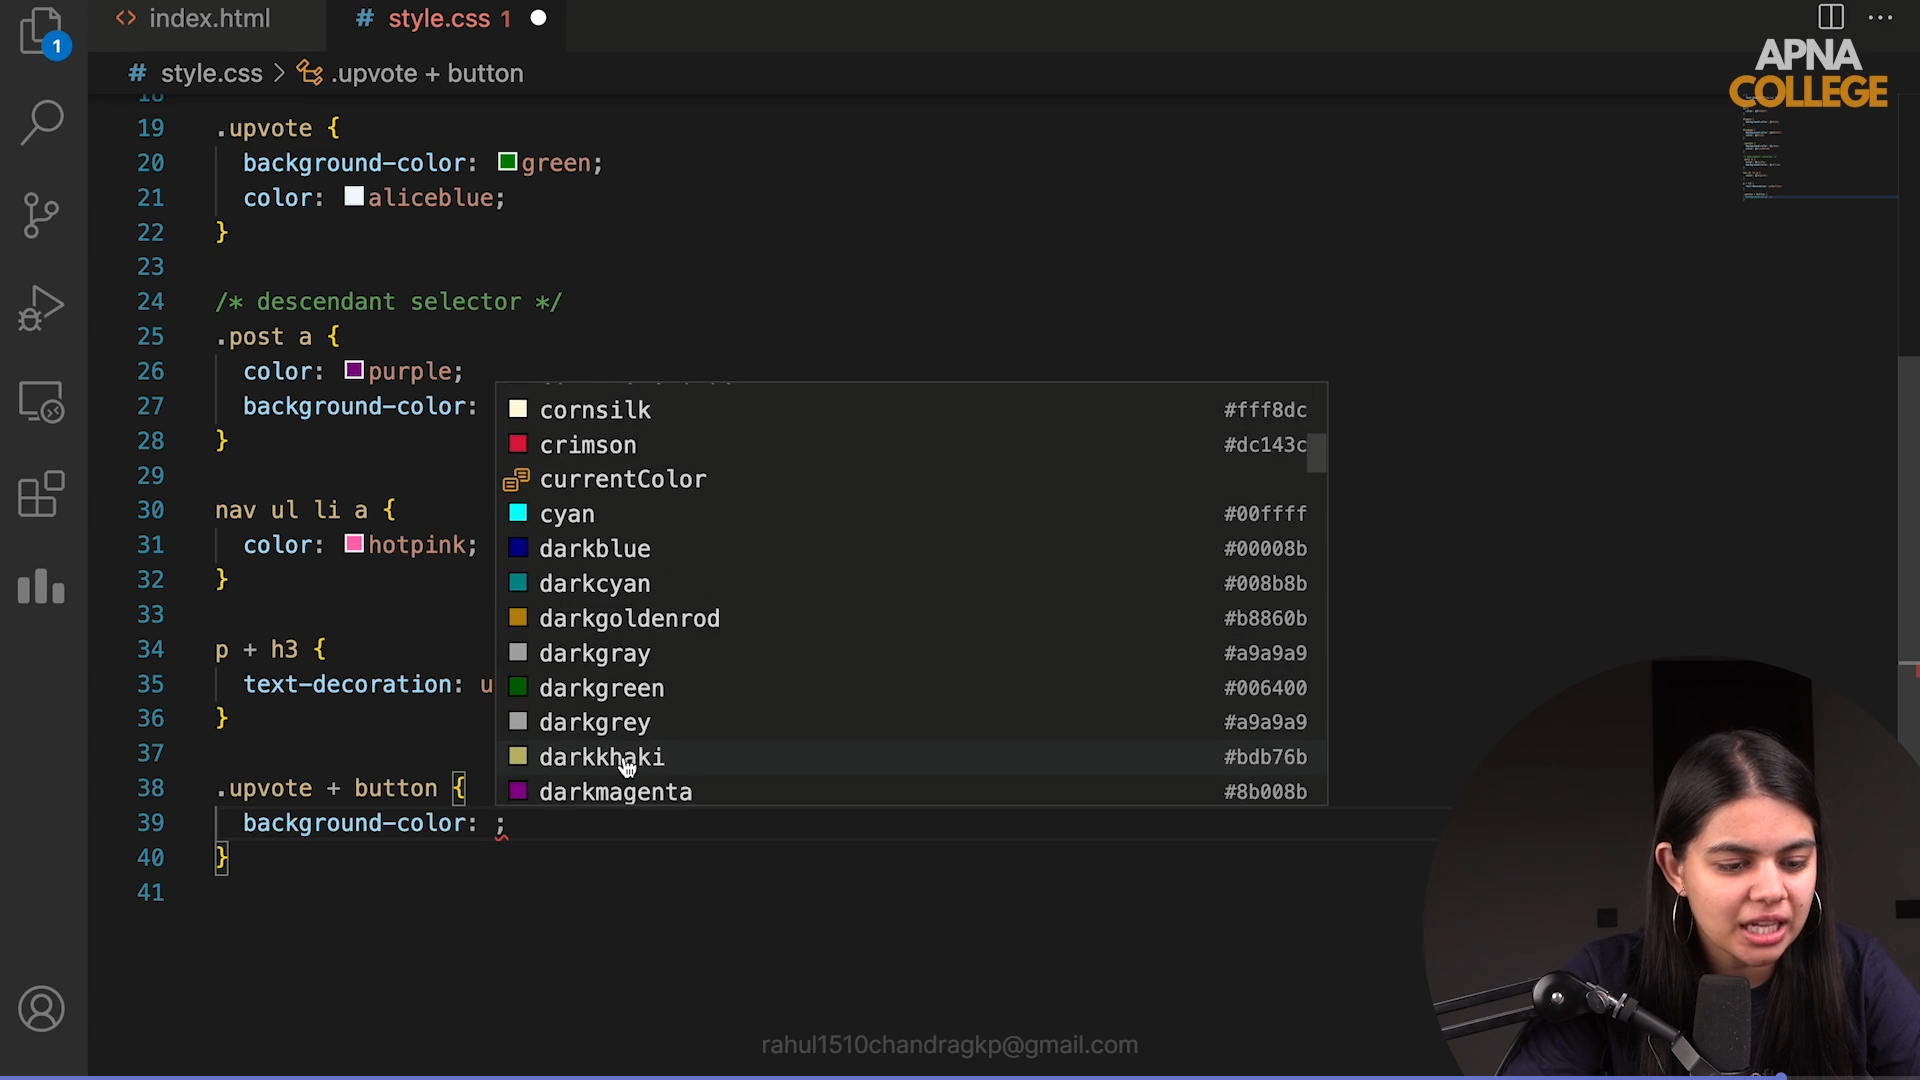 index.html
style.css 1
1
APNA
COLLEGE
# style.css > .upvote + button
18
19 .upvote {
20 background-color: green;
21 color: aliceblue;
22 }
23
24 /* descendant selector */
25 .post a {
26 color: purple;
27 background-color:
28 }
29
30 nav ul li a {
31 color: hotpink;
32 }
33
34 p + h3 {
35 text-decoration: u
36 }
37
38 .upvote + button {
39 background-color: ;
40 }
41
cornsilk #fff8dc
crimson #dc143c
currentColor
cyan #00ffff
darkblue #00008b
darkcyan #008b8b
darkgoldenrod #b8860b
darkgray #a9a9a9
darkgreen #006400
darkgrey #a9a9a9
darkkhaki #bdb76b
darkmagenta #8b008b
rahul1510chandragkp@gmail.com